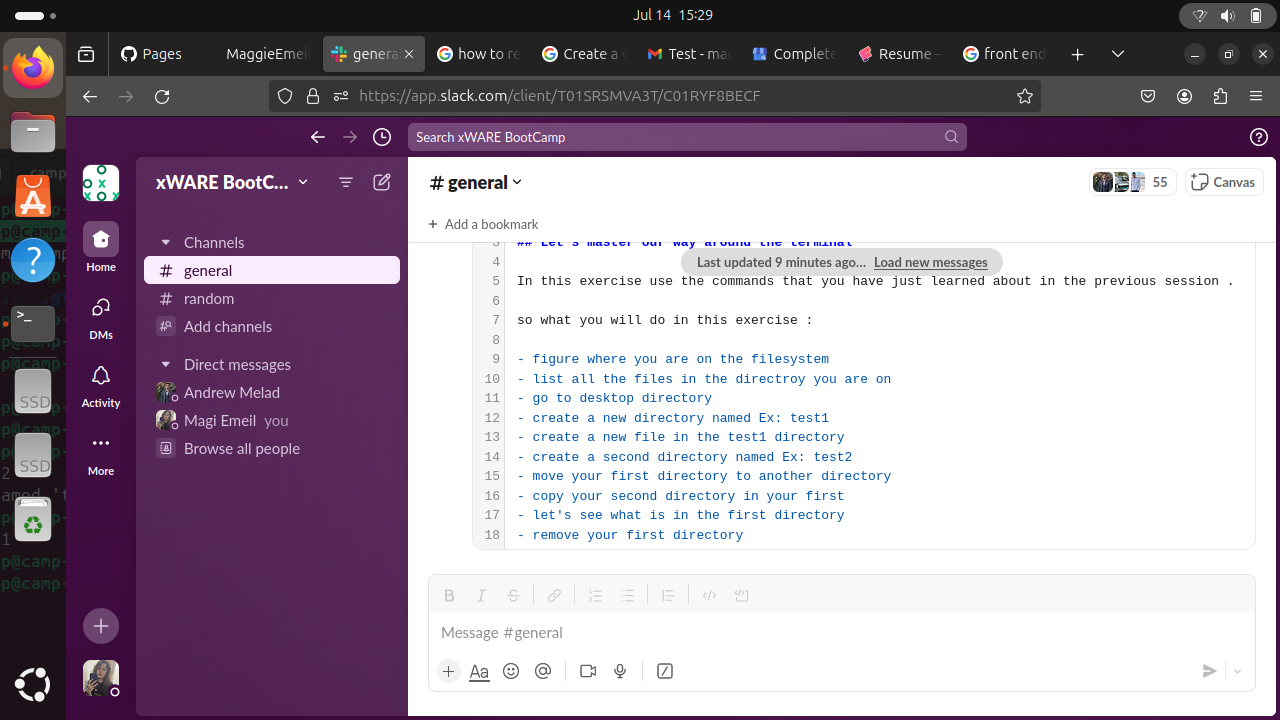 Jul 14 15:29
Pages
MaggieEmei
genera
how to re
Create a
Test - ma
Complete
Resume -
front end
https://app.slack.com/client/T01SRSMVA3T/C01RYF8BECF
Search xWARE BootCamp
xWARE BootC...
general
55
Canvas
Add a bookmark
Home
DMs
Activity
More
Channels
general
random
Add channels
Direct messages
Andrew Melad
Magi Emeil you
Browse all people
3 ## Let's master our way around the terminal
Last updated 9 minutes ago... Load new messages
4
5 In this exercise use the commands that you have just learned about in the previous session .
6
7 so what you will do in this exercise :
8
9 - figure where you are on the filesystem
10 - list all the files in the directroy you are on
11 - go to desktop directory
12 - create a new directory named Ex: test1
13 - create a new file in the test1 directory
14 - create a second directory named Ex: test2
15 - move your first directory to another directory
16 - copy your second directory in your first
17 - let's see what is in the first directory
18 - remove your first directory
Message #general
Aa
SSD
SSD